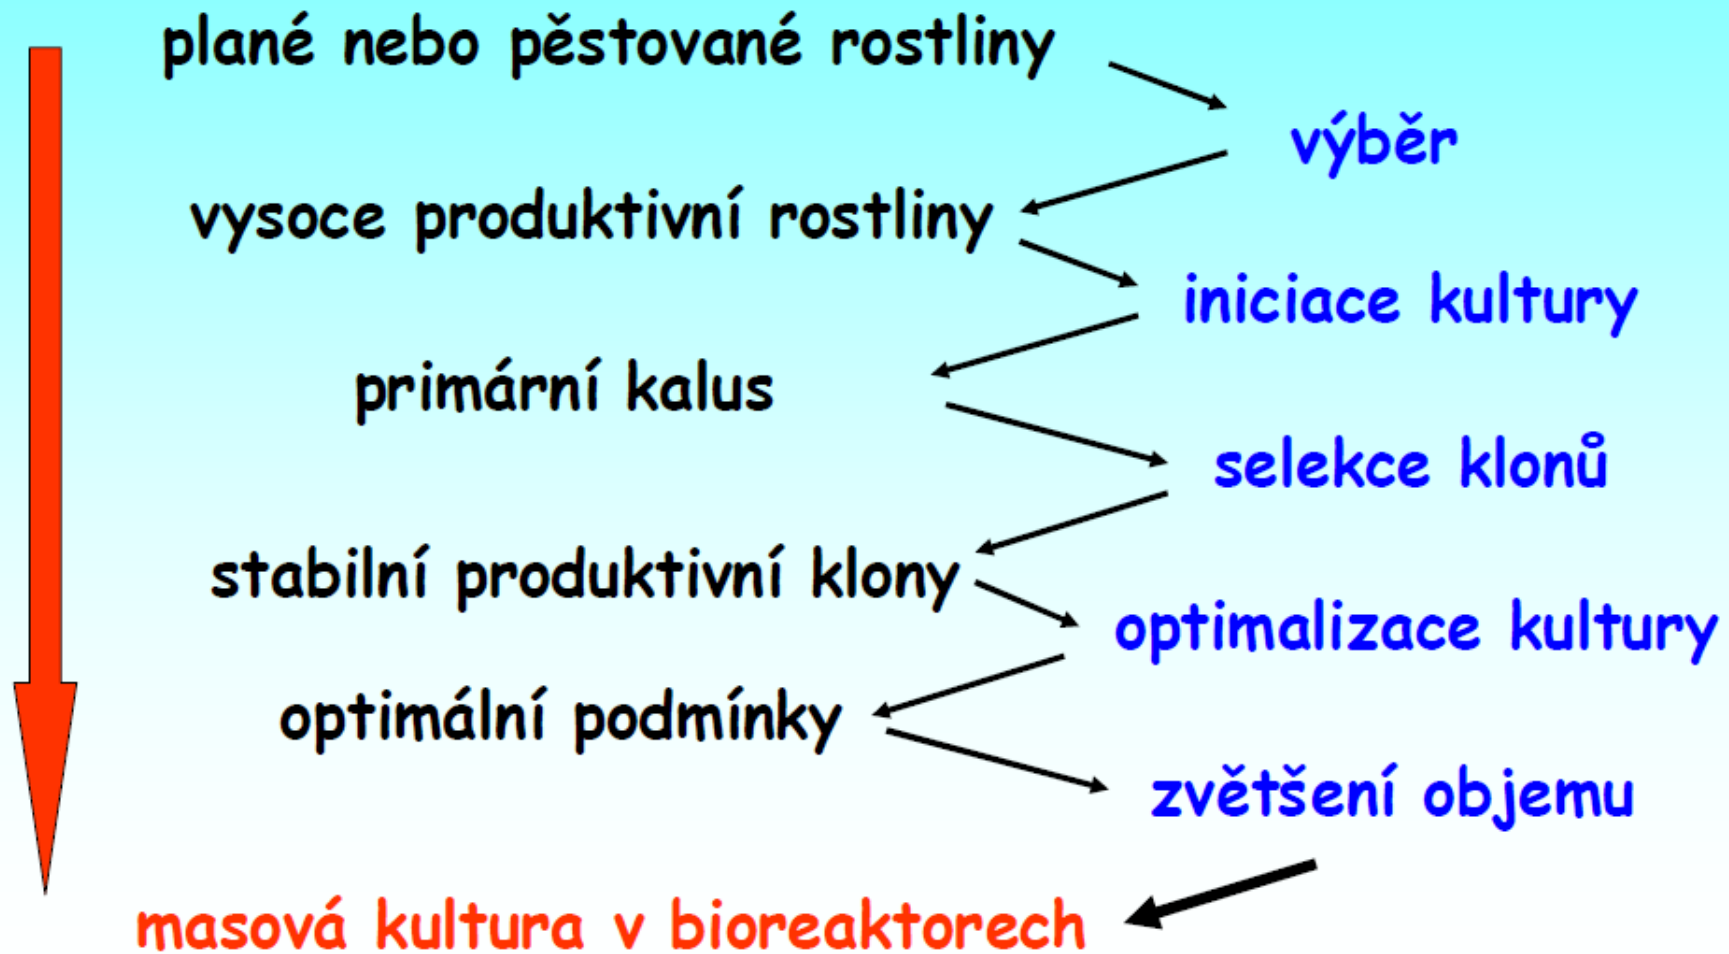 plané nebo pěstované rostliny
výběr
vysoce produktivní rostliny
iniciace kultury
primární kalus
selekce klonů
stabilní produktivní klony
optimalizace kultury
optimální podmínky
zvětšení objemu
masová kultura v bioreaktorech